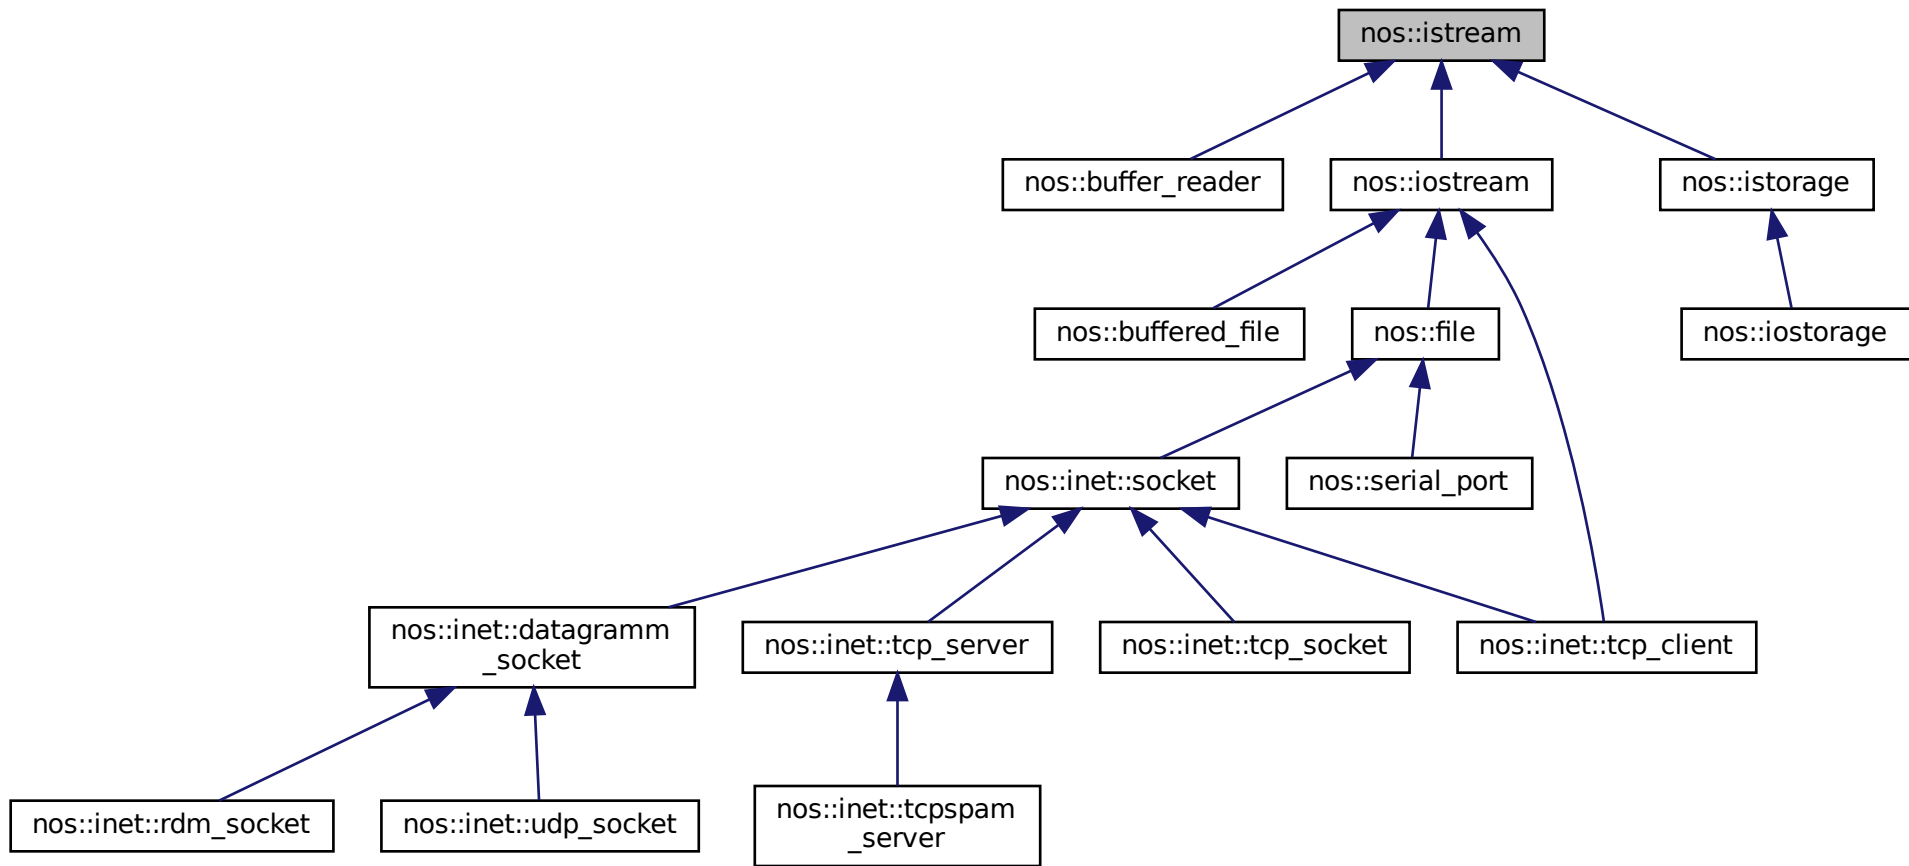 nos::istream
nos::buffer_reader
nos::iostream
nos::istorage
nos::buffered_file
nos::file
nos::iostorage
nos::inet::socket
nos::serial_port
nos::inet::datagramm
_socket
nos::inet::tcp_server
nos::inet::tcp_socket
nos::inet::tcp_client
nos::inet::rdm_socket
nos::inet::udp_socket
nos::inet::tcpspam
_server